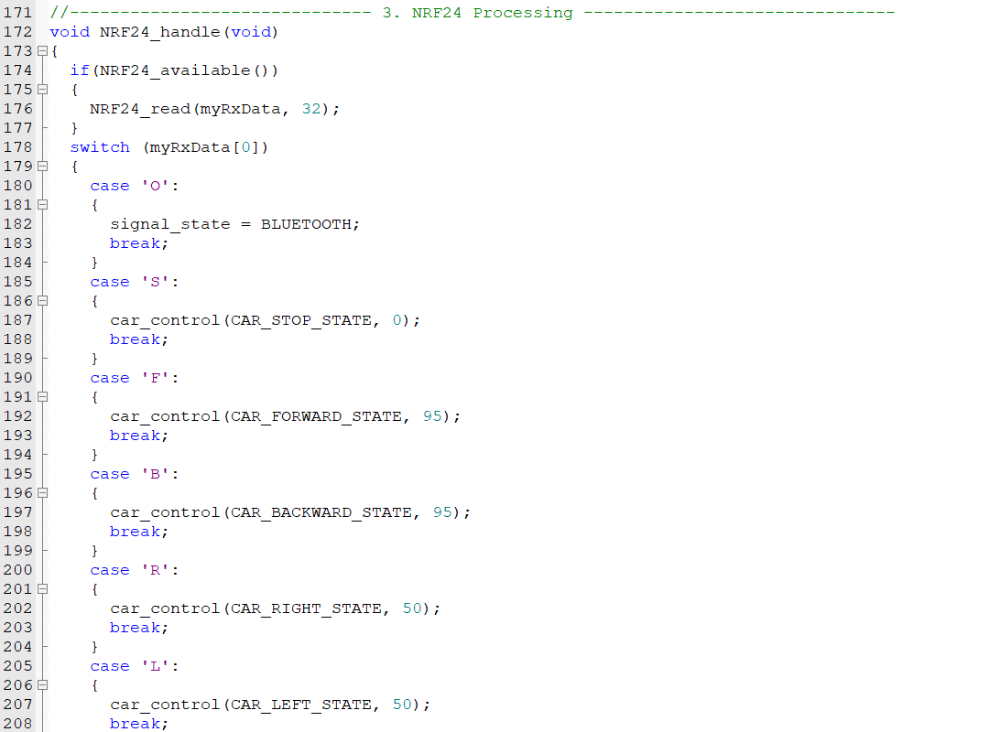 171 //------------------------------ 3. NRF24 Processing -------------------------------
172 void NRF24_handle(void)
173 {
174   if(NRF24_available())
175   {
176     NRF24_read(myRxData, 32);
177   }
178   switch (myRxData[0])
179   {
180     case 'O':
181     {
182       signal_state = BLUETOOTH;
183       break;
184     }
185     case 'S':
186     {
187       car_control(CAR_STOP_STATE, 0);
188       break;
189     }
190     case 'F':
191     {
192       car_control(CAR_FORWARD_STATE, 95);
193       break;
194     }
195     case 'B':
196     {
197       car_control(CAR_BACKWARD_STATE, 95);
198       break;
199     }
200     case 'R':
201     {
202       car_control(CAR_RIGHT_STATE, 50);
203       break;
204     }
205     case 'L':
206     {
207       car_control(CAR_LEFT_STATE, 50);
208       break;